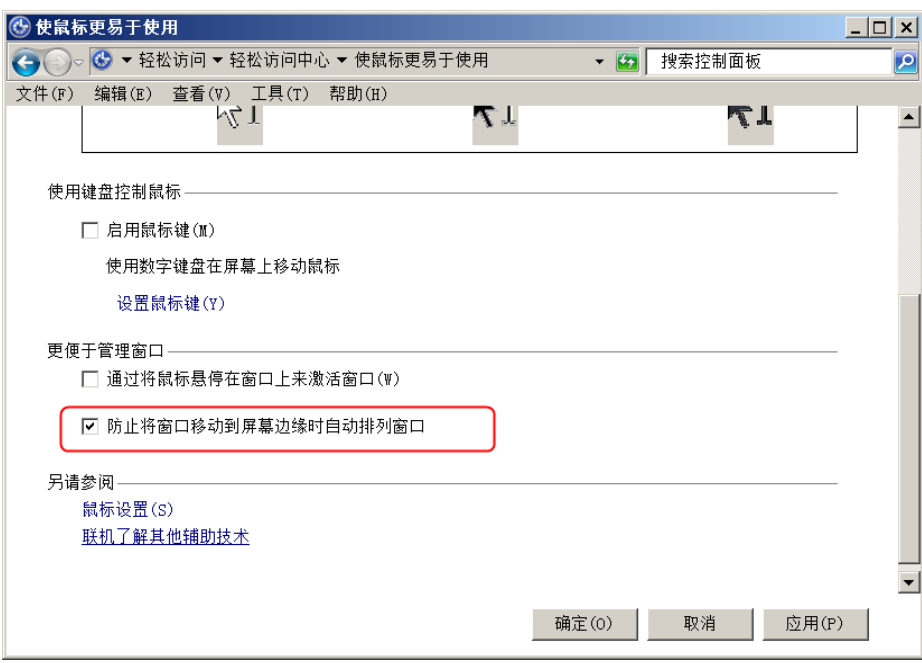 使鼠标更易于使用
轻松访问 轻松访问中心 使鼠标更易于使用 搜索控制面板
文件(F) 编辑(E) 查看(V) 工具(T) 帮助(H)
使用键盘控制鼠标
启用鼠标键(M)
使用数字键盘在屏幕上移动鼠标
设置鼠标键(Y)
更便于管理窗口
通过将鼠标悬停在窗口上来激活窗口(W)
防止将窗口移动到屏幕边缘时自动排列窗口
另请参阅
鼠标设置(S)
联机了解其他辅助技术
确定(O) 取消 应用(P)